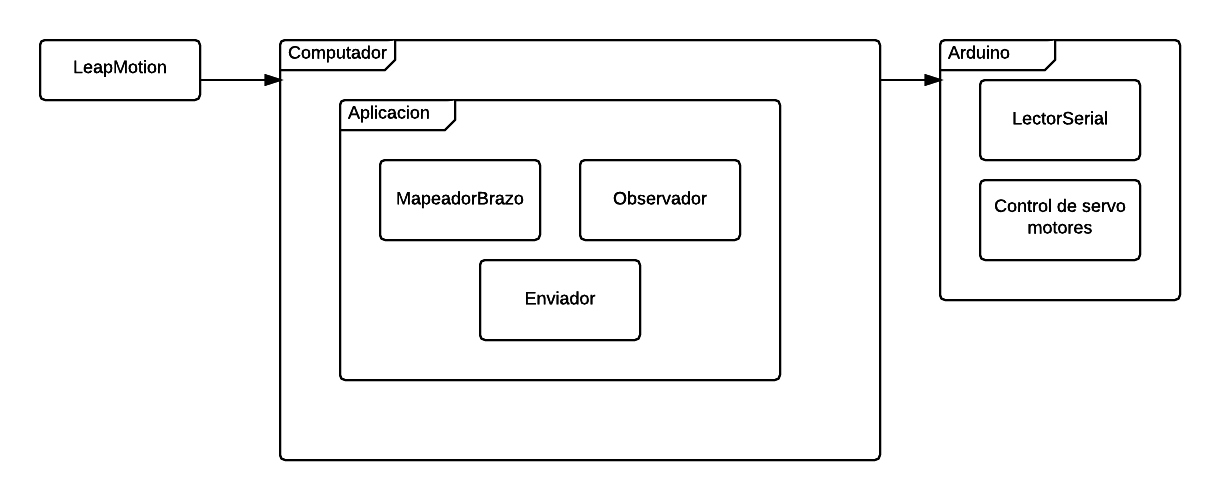 LeapMotion
Computador
Aplicacion
MapeadorBrazo
Observador
Enviador
Arduino
LectorSerial
Control de servo
motores